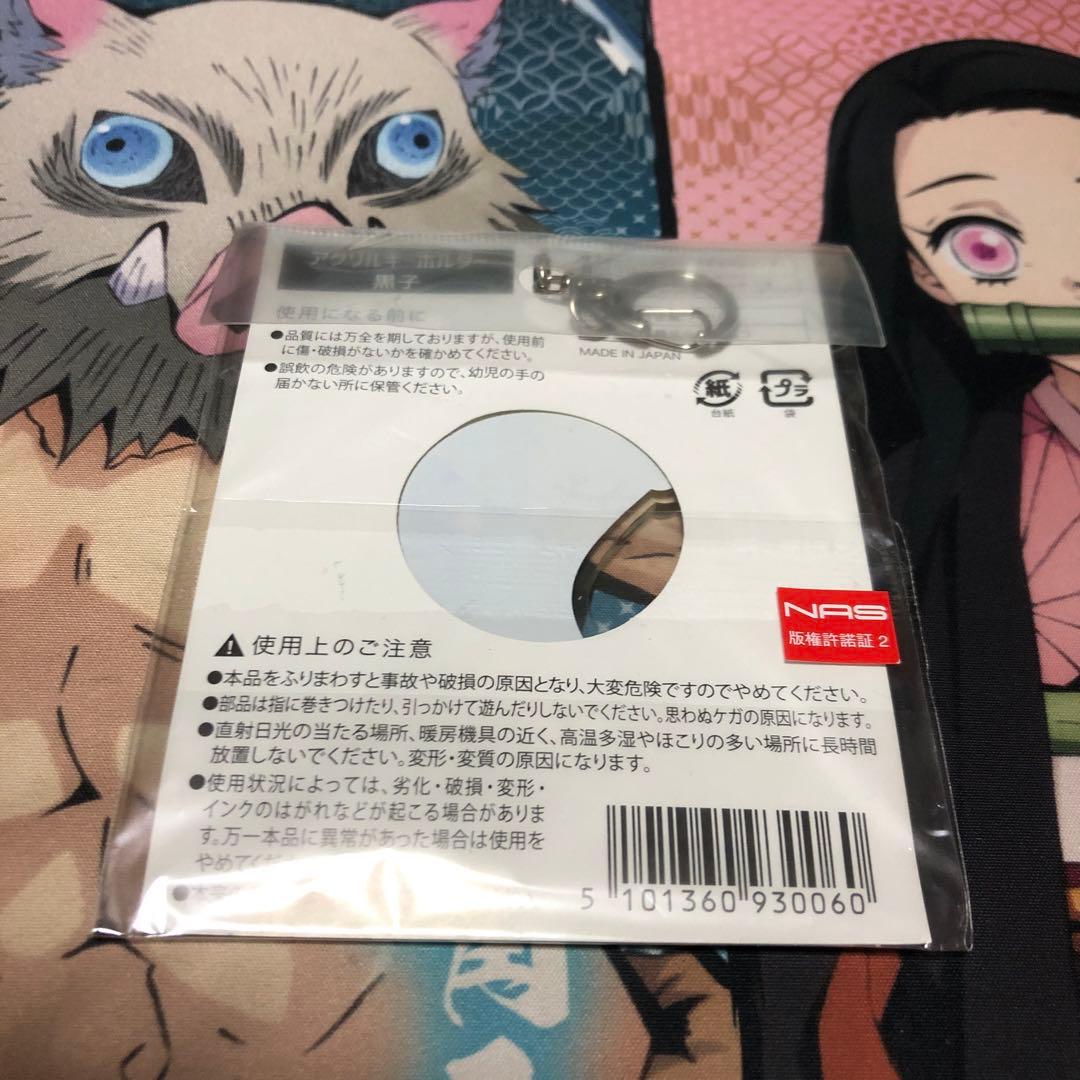 アクリルキーホルダー
黒子
使用になる前に
●品質には万全を期しておりますが、使用前
に傷・破損がないかを確かめてください。
●誤飲の危険がありますので、幼児の手の
届かない所に保管ください。
MADE IN JAPAN
紙
台紙
プラ
袋
NAS
版権許諾証 2
使用上のご注意
●本品をふりまわすと事故や破損の原因となり、大変危険ですのでやめてください。
●部品は指に巻きつけたり、引っかけて遊んだりしないでください。思わぬケガの原因になります。
●直射日光の当たる場所、暖房機具の近く、高温多湿やほこりの多い場所に長時間
放置しないでください。変形・変質の原因になります。
●使用状況によっては、劣化・破損・変形・
インクのはがれなどが起こる場合がありま
す。万一本品に異常があった場合は使用を
やめてくだ
5 101360 930060